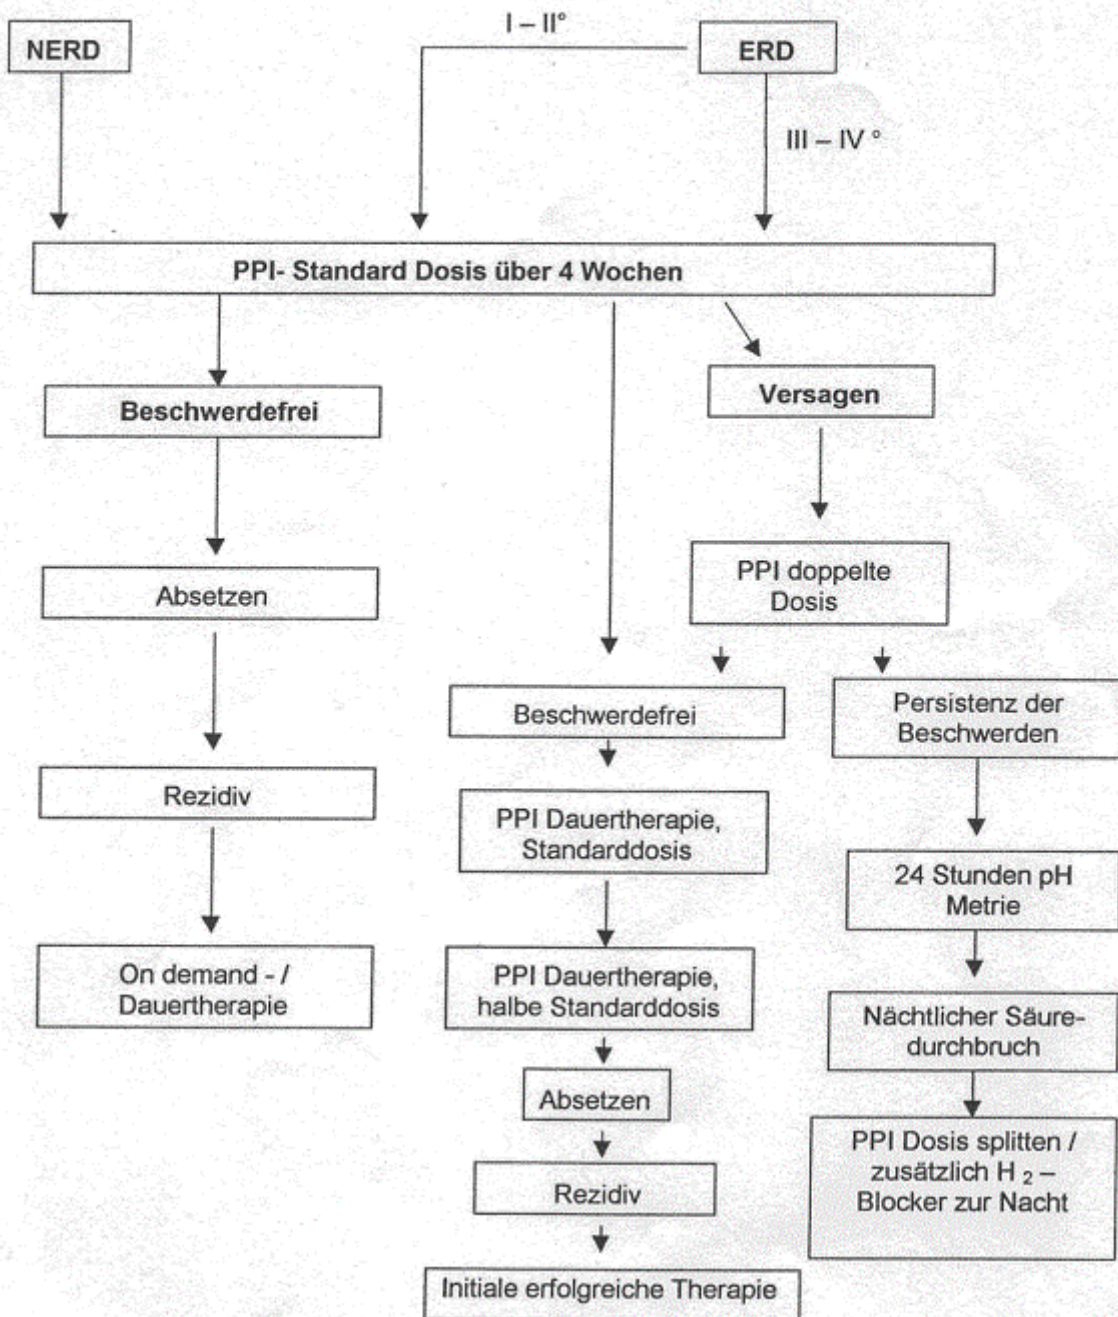 I – II°
NERD
ERD
III – IV °
PPI- Standard Dosis über 4 Wochen
Beschwerdefrei
Versagen
Absetzen
PPI doppelte
Dosis
Rezidiv
Beschwerdefrei
Persistenz der
Beschwerden
PPI Dauertherapie,
Standarddosis
24 Stunden pH
Metrie
On demand - /
Dauertherapie
PPI Dauertherapie,
halbe Standarddosis
Nächtlicher Säure-
durchbruch
Absetzen
PPI Dosis splitten /
zusätzlich H 2 –
Blocker zur Nacht
Rezidiv
Initiale erfolgreiche Therapie